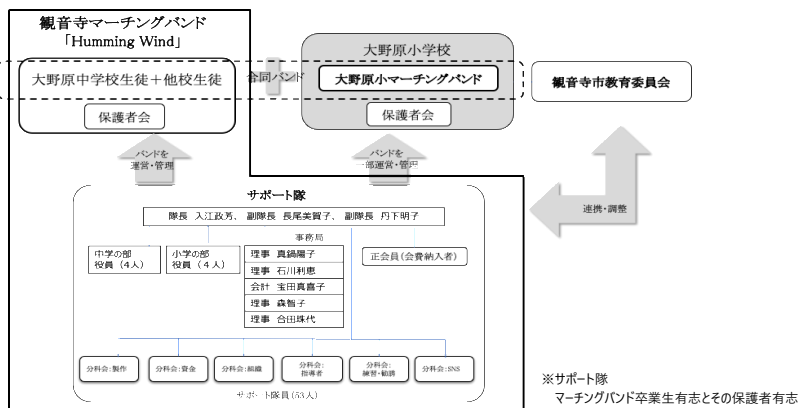 観音寺マーチングバンド
「Humming Wind」
大野原中学校生徒＋他校生徒
保護者会
合同バンド
大野原小学校
大野原小マーチングバンド
保護者会
観音寺市教育委員会
バンドを
運営・管理
バンドを
一部運営・管理
連携・調整
サポート隊
隊長 入江政芳、 副隊長 長尾美賀子、 副隊長 丹下明子
中学の部
役員（4人）
小学の部
役員（4人）
事務局
理事 真鍋陽子
理事 石川利恵
会計 宝田真喜子
理事 森智子
理事 合田珠代
正会員(会費納入者)
分科会:製作
分科会:資金
分科会:組織
分科会:
指導者
分科会:
練習・勧誘
分科会:SNS
サポート隊員(53人)
※サポート隊
マーチングバンド卒業生有志とその保護者有志